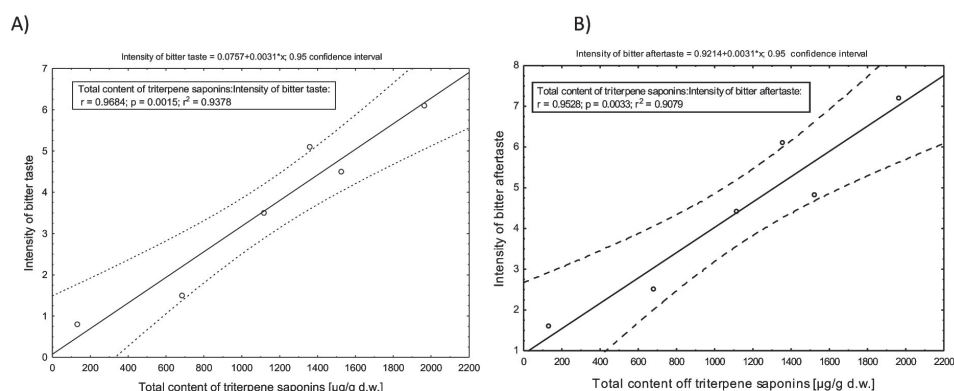 A)
Intensity of bitter taste = 0.0757+0.0031*x; 0.95 confidence interval
7
6
5
4
3
2
1
0
Intensity of bitter taste
Total content of triterpene saponins:Intensity of bitter taste:
r = 0.9684; p = 0.0015; r² = 0.9378
0 200 400 600 800 1000 1200 1400 1600 1800 2000 2200
Total content of triterpene saponins [µg/g d.w.]
B)
Intensity of bitter aftertaste = 0.9214+0.0031*x; 0.95 confidence interval
8
7
6
5
4
3
2
1
Intensity of bitter aftertaste
Total content of triterpene saponins:Intensity of bitter aftertaste:
r = 0.9528; p = 0.0033; r² = 0.9079
0 200 400 600 800 1000 1200 1400 1600 1800 2000 2200
Total content off triterpene saponins [µg/g d.w.]